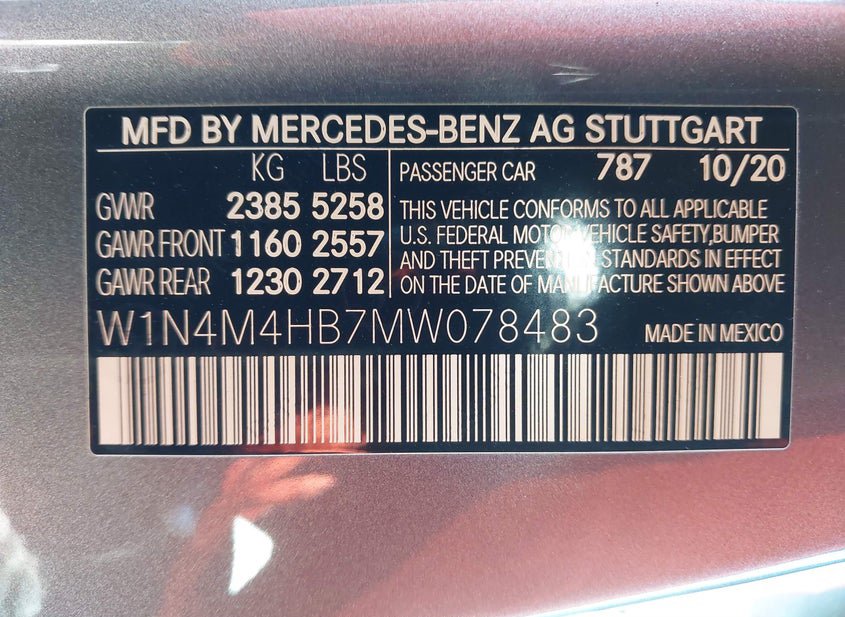 MFD BY MERCEDES-BENZ AG STUTTGART
KG LBS
GVWR 2385 5258
GAWR FRONT 1160 2557
GAWR REAR 1230 2712
PASSENGER CAR 787 10/20
THIS VEHICLE CONFORMS TO ALL APPLICABLE
U.S. FEDERAL MOTOR VEHICLE SAFETY,BUMPER
AND THEFT PREVENTION STANDARDS IN EFFECT
ON THE DATE OF MANUFACTURE SHOWN ABOVE
W1N4M4HB7MW078483 MADE IN MEXICO